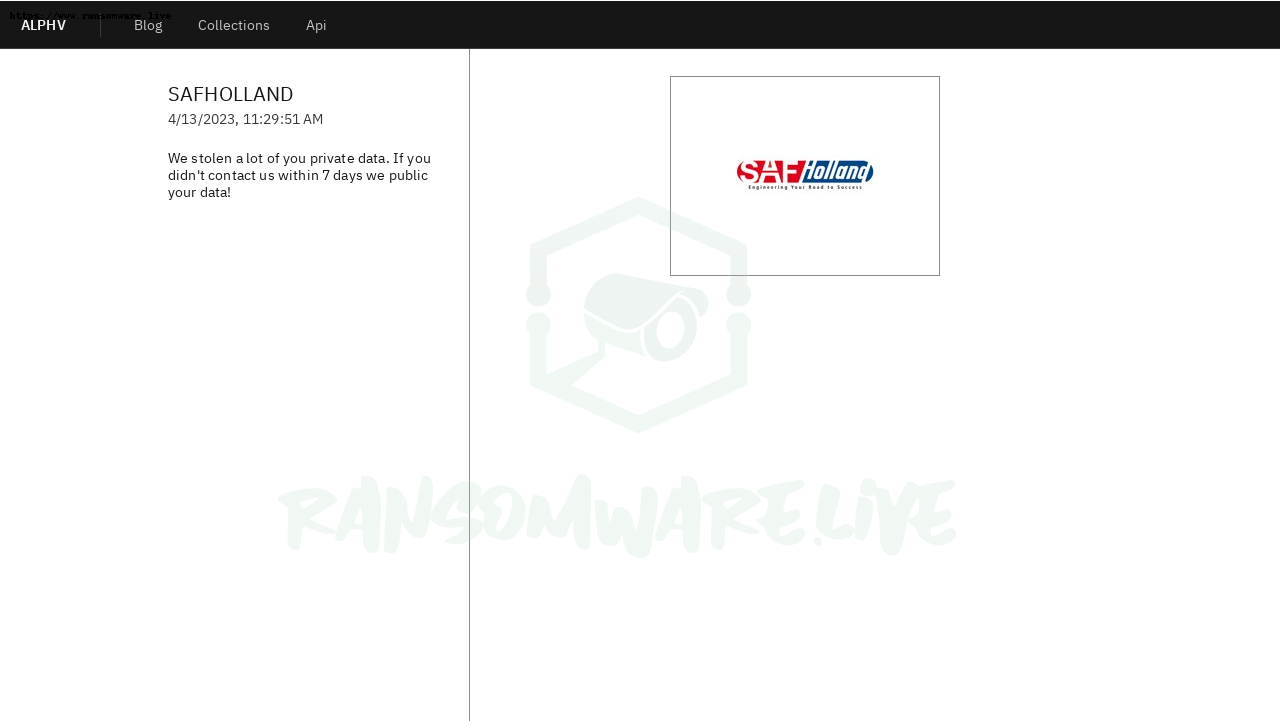 https://www.ransomware.live
ALPHV
Blog
Collections
Api
SAFHOLLAND
4/13/2023, 11:29:51 AM
We stolen a lot of you private data. If you
didn't contact us within 7 days we public
your data!
SAF Holland
Engineering Your Road to Success
RANSOMWARE.LIVE